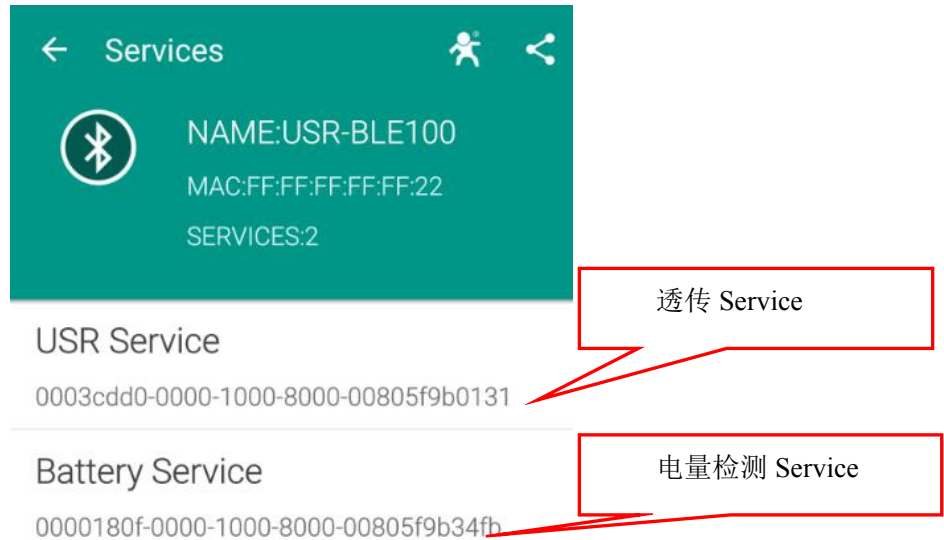 Services
NAME:USR-BLE100
MAC:FF:FF:FF:FF:FF:22
SERVICES:2
透传 Service
USR Service
0003cdd0-0000-1000-8000-00805f9b0131
Battery Service
电量检测 Service
0000180f-0000-1000-8000-00805f9b34fb